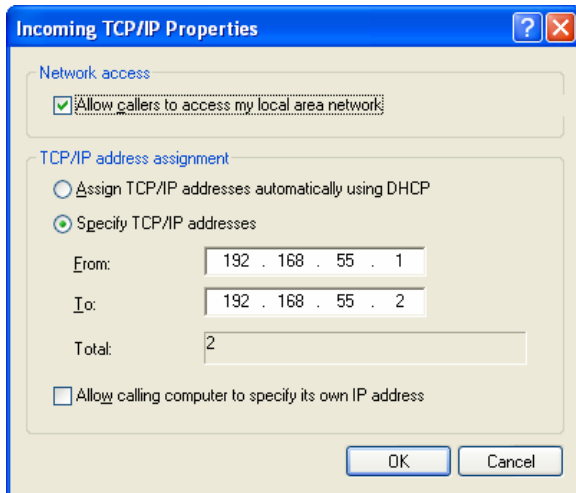 Incoming TCP/IP Properties
Network access
Allow callers to access my local area network
TCP/IP address assignment
Assign TCP/IP addresses automatically using DHCP
Specify TCP/IP addresses
From: 192 . 168 . 55 . 1
To: 192 . 168 . 55 . 2
Total: 2
Allow calling computer to specify its own IP address
OK Cancel